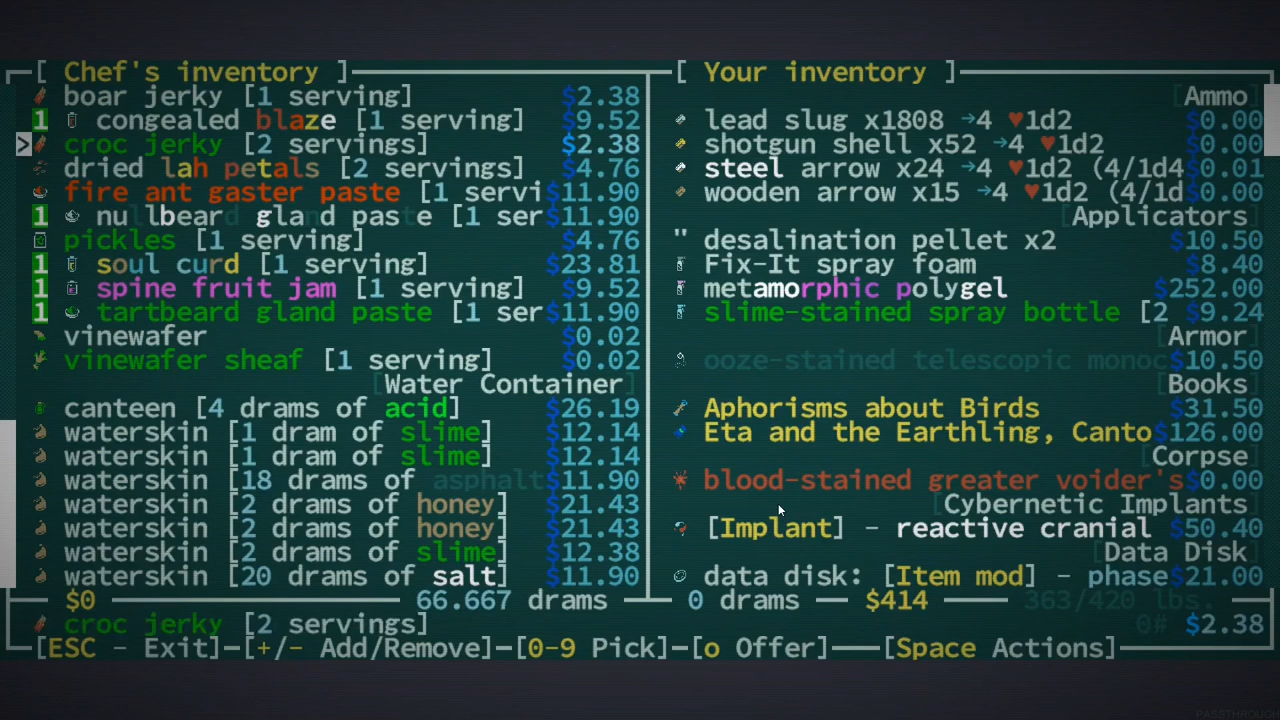 [ Chef's inventory ]
boar jerky [1 serving] $2.38
1 congealed blaze [1 serving] $9.52
> croc jerky [2 servings] $2.38
dried lah petals [2 servings] $4.76
fire ant gaster paste [1 servi $11.90
1 nullbeard gland paste [1 ser $11.90
pickles [1 serving] $4.76
1 soul curd [1 serving] $23.81
1 spine fruit jam [1 serving] $9.52
1 tartbeard gland paste [1 ser $11.90
vinewafer $0.02
vinewafer sheaf [1 serving] $0.02
[Water Container]
canteen [4 drams of acid] $26.19
waterskin [1 dram of slime] $12.14
waterskin [1 dram of slime] $12.14
waterskin [18 drams of asphalt $11.90
waterskin [2 drams of honey] $21.43
waterskin [2 drams of honey] $21.43
waterskin [2 drams of slime] $12.38
waterskin [20 drams of salt] $11.90
[ Your inventory ]
[Ammo]
lead slug x1808 →4 ♥1d2 $0.00
shotgun shell x52 →4 ♥1d2 $0.00
steel arrow x24 →4 ♥1d2 (4/1d4 $0.01
wooden arrow x15 →4 ♥1d2 (4/1d $0.00
[Applicators]
" desalination pellet x2 $10.50
Fix-It spray foam $8.40
metamorphic polygel $252.00
slime-stained spray bottle [2 $9.24
[Armor]
ooze-stained telescopic monoc $10.50
[Books]
Aphorisms about Birds $31.50
Eta and the Earthling, Canto $126.00
[Corpse]
blood-stained greater voider's $0.00
[Cybernetic Implants]
[Implant] - reactive cranial $50.40
[Data Disk]
data disk: [Item mod] - phase $21.00
$0 66.667 drams 0 drams $414 363/420 lbs.
croc jerky [2 servings] 0# $2.38
[ESC - Exit] [+/- Add/Remove] [0-9 Pick] [o Offer] [Space Actions]